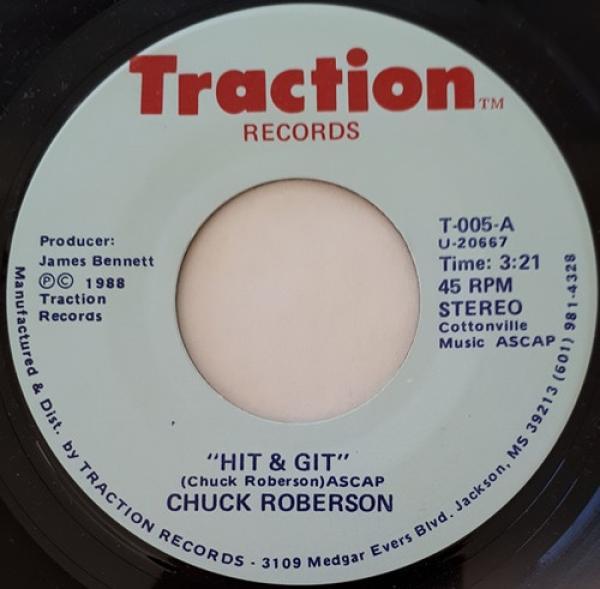 Traction TM
RECORDS
Producer:
James Bennett
Ⓟ© 1988
Traction
Records
T-005-A
U-20667
Time: 3:21
45 RPM
STEREO
Cottonville
Music ASCAP
"HIT & GIT"
(Chuck Roberson)ASCAP
CHUCK ROBERSON
Manufactured & Dist. by TRACTION RECORDS - 3109 Medgar Evers Blvd. Jackson, MS 39213 (601) 981-4328